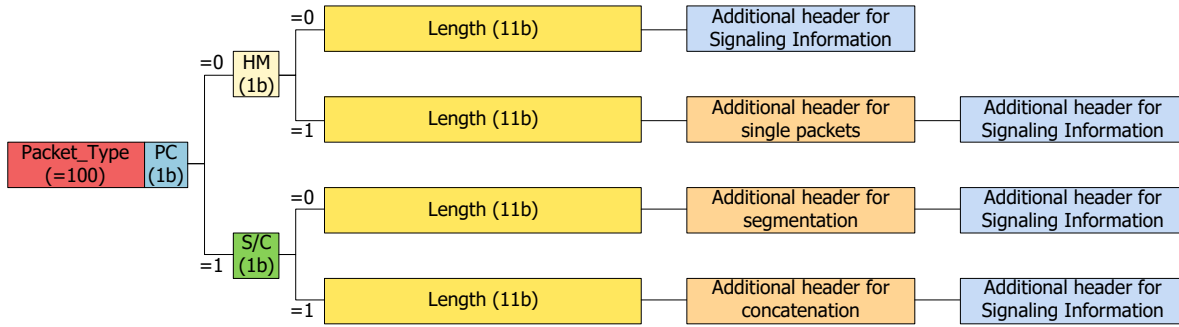 Packet_Type
(=100)
PC
(1b)
=0
HM
(1b)
=0
Length (11b)
Additional header for
Signaling Information
=1
Length (11b)
Additional header for
single packets
Additional header for
Signaling Information
=1
S/C
(1b)
=0
Length (11b)
Additional header for
segmentation
Additional header for
Signaling Information
=1
Length (11b)
Additional header for
concatenation
Additional header for
Signaling Information